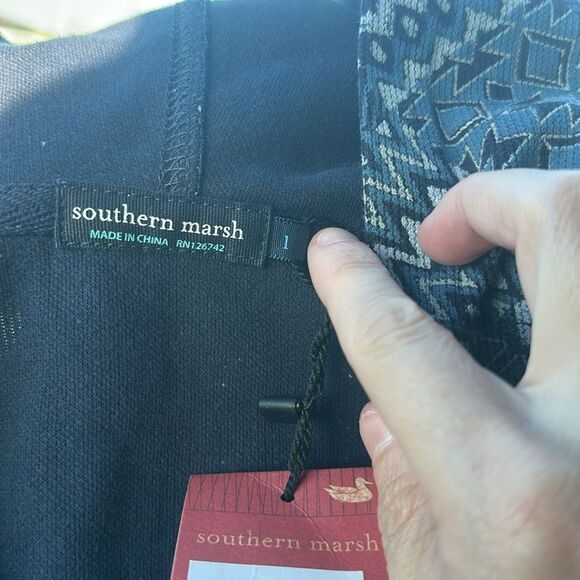 southern marsh
MADE IN CHINA RN126742
1
southern marsh